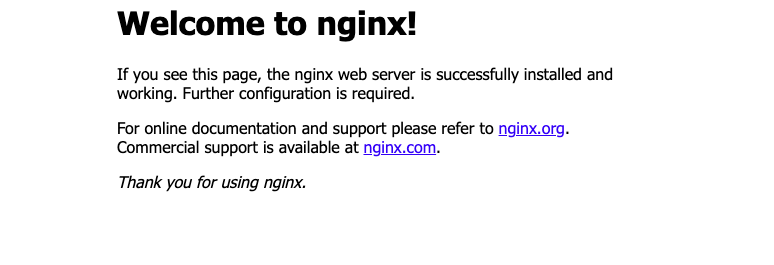 Welcome to nginx!
If you see this page, the nginx web server is successfully installed and
working. Further configuration is required.
For online documentation and support please refer to nginx.org.
Commercial support is available at nginx.com.
Thank you for using nginx.